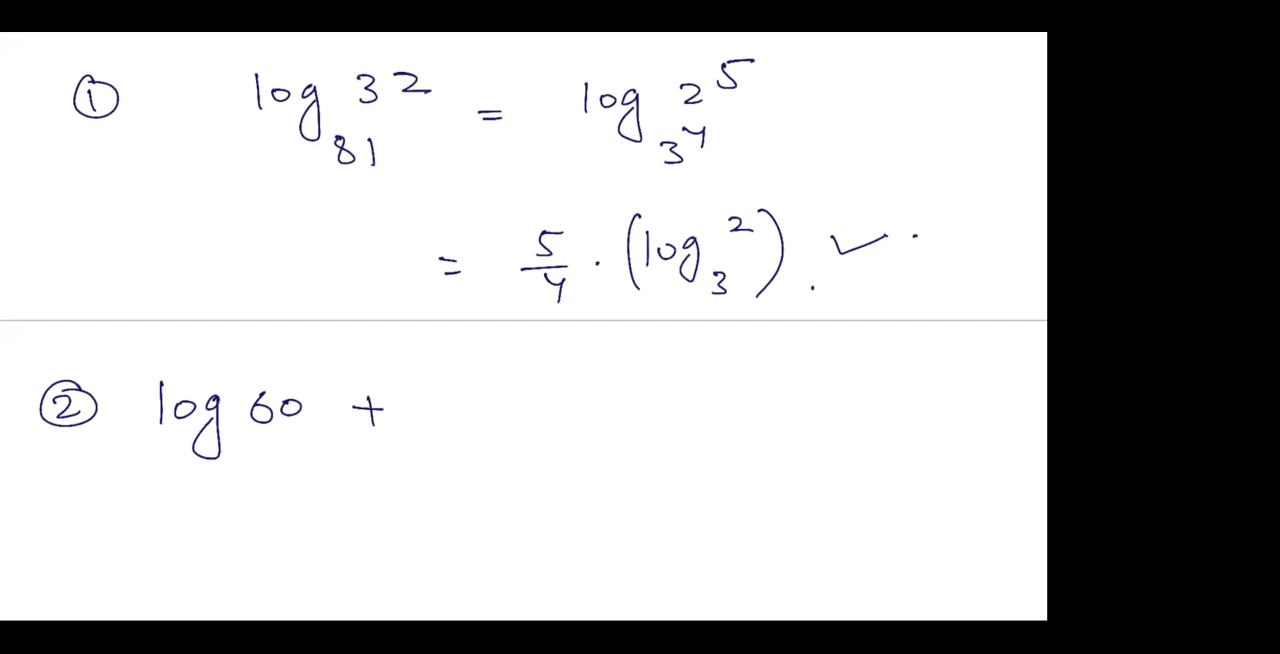 ① log₈₁ 32 = log₃⁴ 2⁵
= 5/4 · (log₃ 2). ✓.
② log 60 +